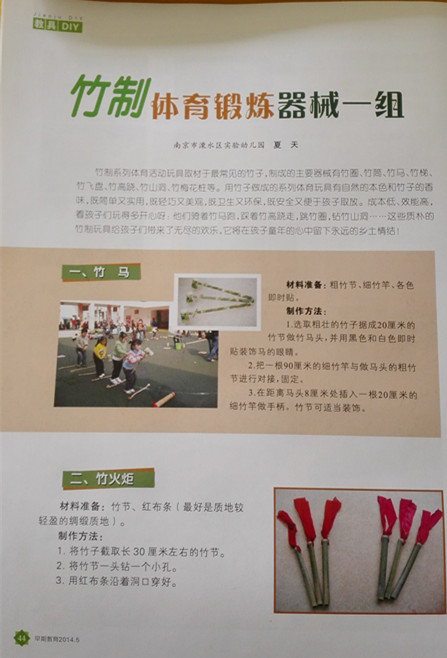 教具 DIY
竹制体育锻炼器械一组
南京市溧水区实验幼儿园 夏 天
竹制系列体育活动玩具取材于最常见的竹子，制成的主要器械有竹圈、竹筒、竹马、竹梯、
竹飞盘、竹高跷、竹山洞、竹梅花桩等。用竹子做成的系列体育玩具有自然的本色和竹子的香
味，既简单又实用，既轻巧又美观，既卫生又环保，既安全又便于孩子取放。成本低、效能高，
看孩子们玩得多开心呀：他们骑着竹马跑，踩着竹高跷走，跳竹圈，钻竹山洞……这些质朴的
竹制玩具给孩子们带来了无尽的欢乐，它将在孩子童年的心中留下永远的乡土情结！
一、竹 马
材料准备：粗竹节、细竹竿、各色
即时贴。
制作方法：
1.选取粗壮的竹子据成20厘米的
竹节做竹马头，并用黑色和白色即时
贴装饰马的眼睛。
2.把一根90厘米的细竹竿与做马头的粗竹
节进行对接，固定。
3.在距离马头8厘米处插入一根20厘米的
细竹竿做手柄。竹节可适当装饰。
二、竹火炬
材料准备：竹节、红布条（最好是质地较
轻盈的绸缎质地）。
制作方法：
1. 将竹子截取长 30 厘米左右的竹节。
2. 将竹节一头钻一个小孔。
3. 用红布条沿着洞口穿好。
44 早期教育2014.5